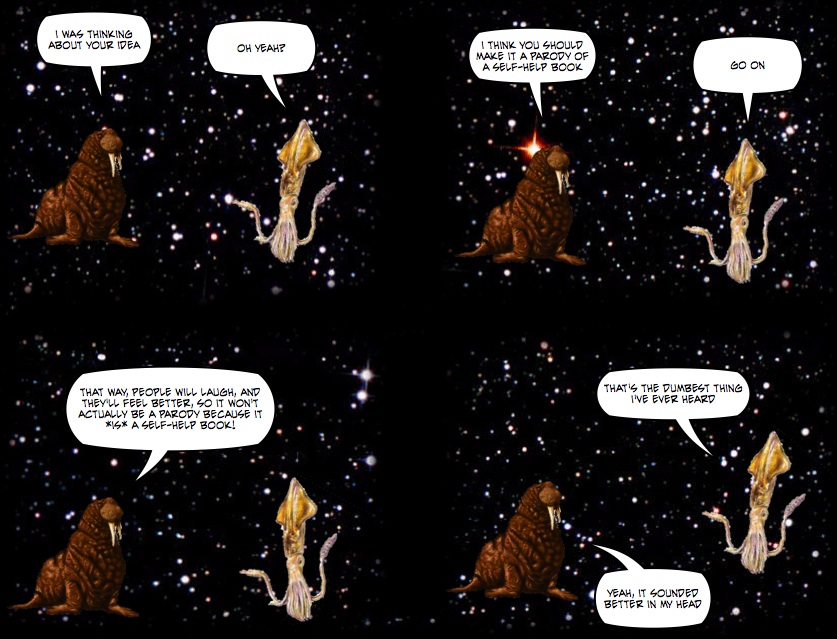 I WAS THINKING
ABOUT YOUR IDEA
OH YEAH?
I THINK YOU SHOULD
MAKE IT A PARODY OF
A SELF-HELP BOOK
GO ON
THAT WAY, PEOPLE WILL LAUGH, AND
THEY'LL FEEL BETTER, SO IT WON'T
ACTUALLY BE A PARODY BECAUSE IT
*IS* A SELF-HELP BOOK!
THAT'S THE DUMBEST THING
I'VE EVER HEARD
YEAH, IT SOUNDED
BETTER IN MY HEAD